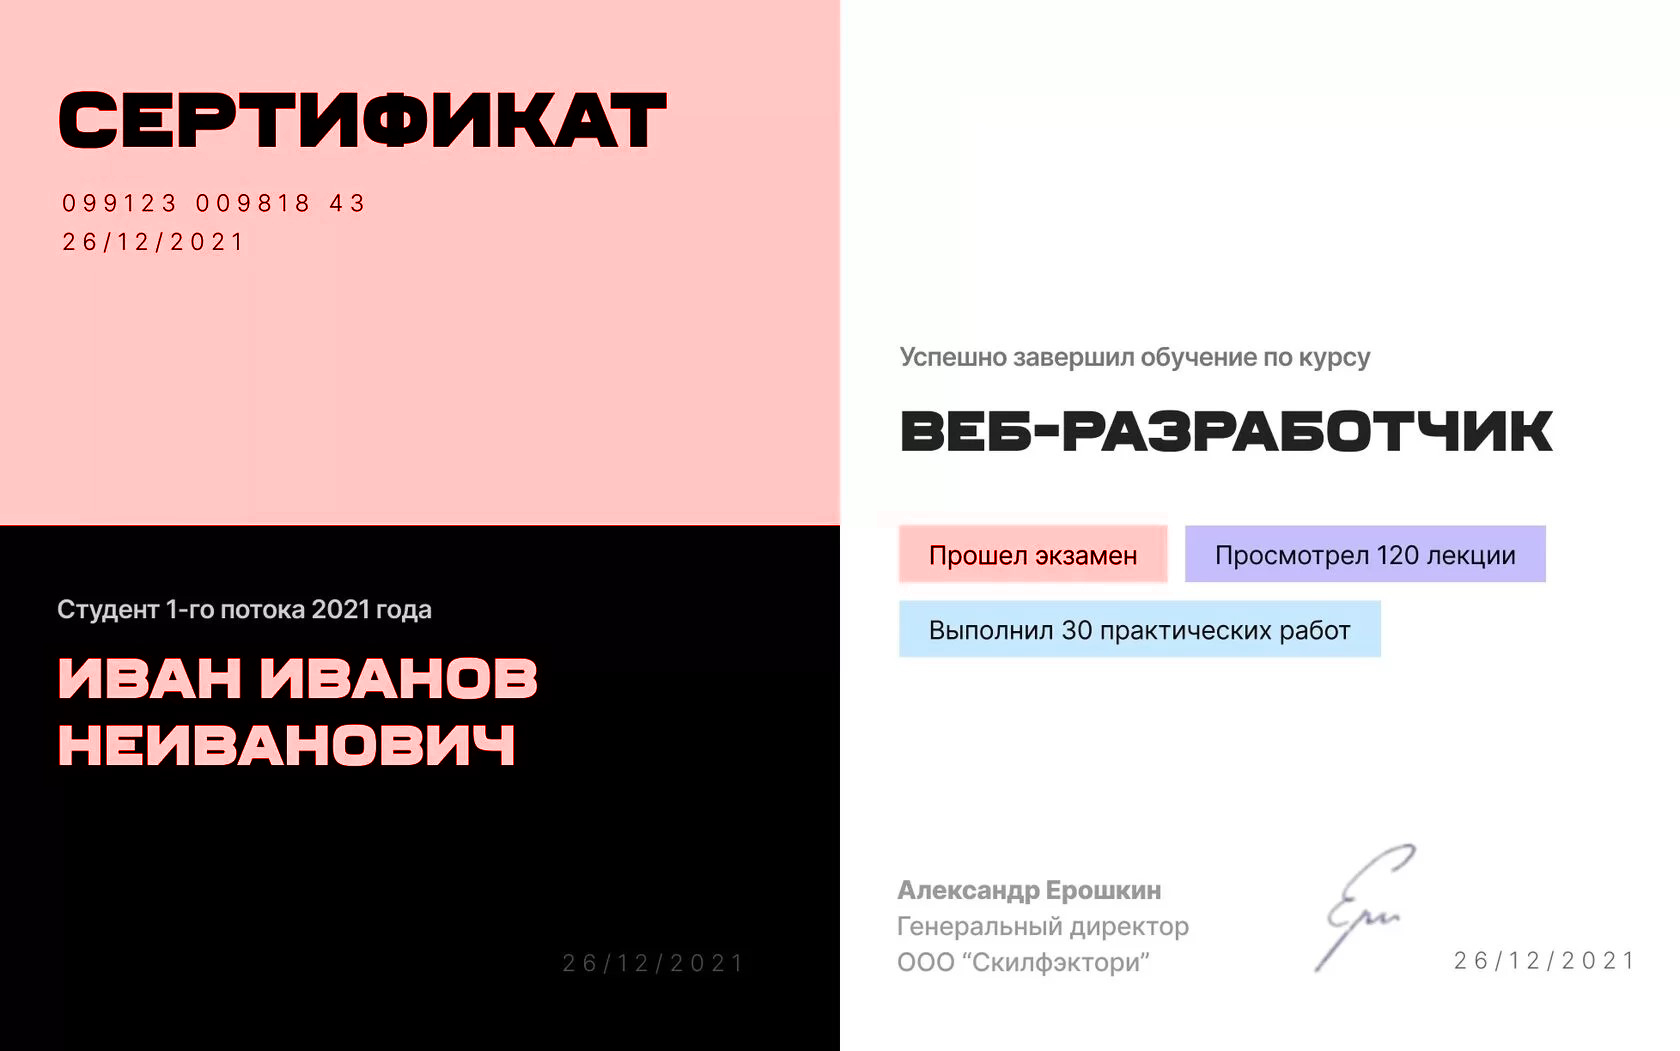 СЕРТИФИКАТ
099123 009818 43
26/12/2021
Студент 1-го потока 2021 года
ИВАН ИВАНОВ
НЕИВАНОВИЧ
26/12/2021
Успешно завершил обучение по курсу
ВЕБ-РАЗРАБОТЧИК
Прошел экзамен
Просмотрел 120 лекции
Выполнил 30 практических работ
Александр Ерошкин
Генеральный директор
ООО “Скилфэктори”
26/12/2021